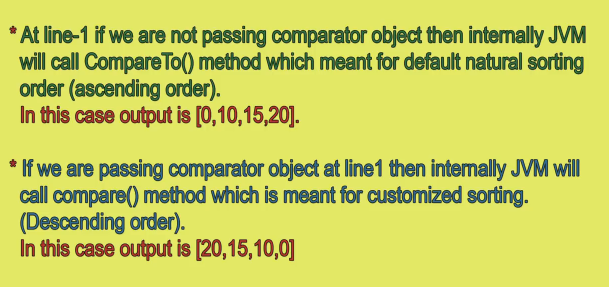 * At line-1 if we are not passing comparator object then internally JVM
will call CompareTo() method which meant for default natural sorting
order (ascending order).
In this case output is [0,10,15,20].
* If we are passing comparator object at line1 then internally JVM will
call compare() method which is meant for customized sorting.
(Descending order).
In this case output is [20,15,10,0]